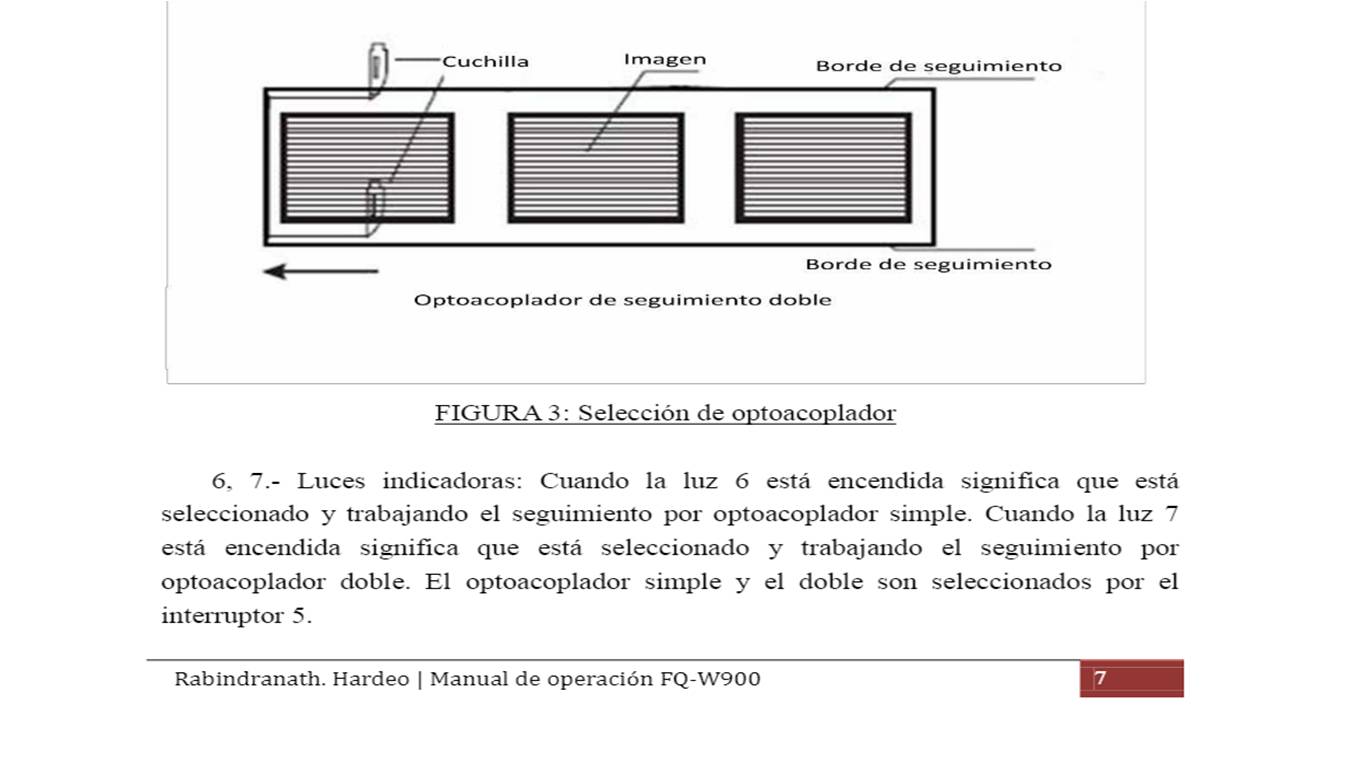 Cuchilla
Imagen
Borde de seguimiento
Borde de seguimiento
Optoacoplador de seguimiento doble
FIGURA 3: Selección de optoacoplador
6, 7.- Luces indicadoras: Cuando la luz 6 está encendida significa que está
seleccionado y trabajando el seguimiento por optoacoplador simple. Cuando la luz 7
está encendida significa que está seleccionado y trabajando el seguimiento por
optoacoplador doble. El optoacoplador simple y el doble son seleccionados por el
interruptor 5.
Rabindranath. Hardeo | Manual de operación FQ-W900
7